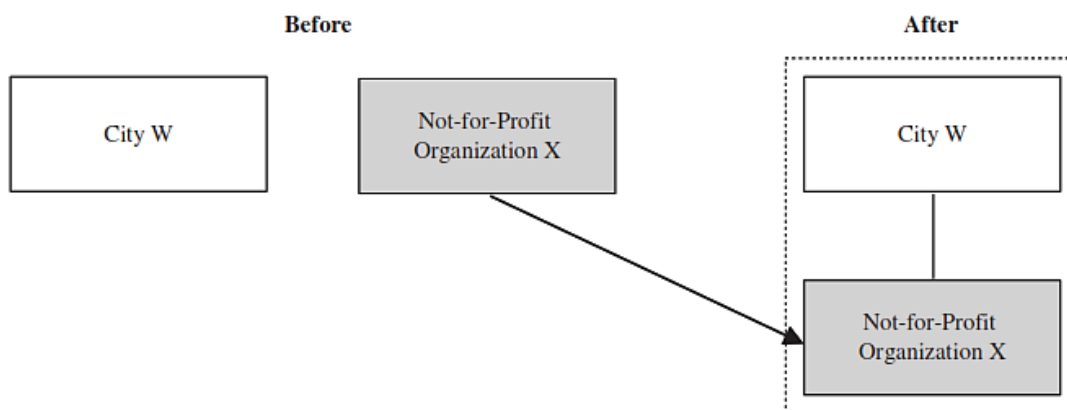 Before
After
City W
Not-for-Profit
Organization X
City W
Not-for-Profit
Organization X